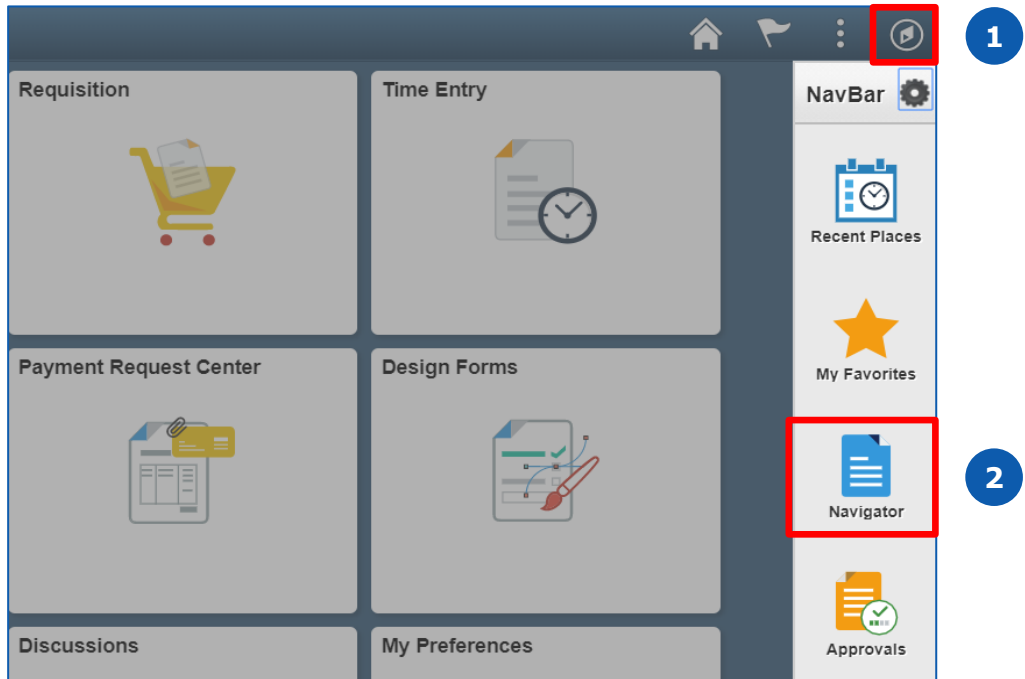 1
Requisition
Time Entry
NavBar
Recent Places
My Favorites
Payment Request Center
Design Forms
Navigator
2
Approvals
Discussions
My Preferences